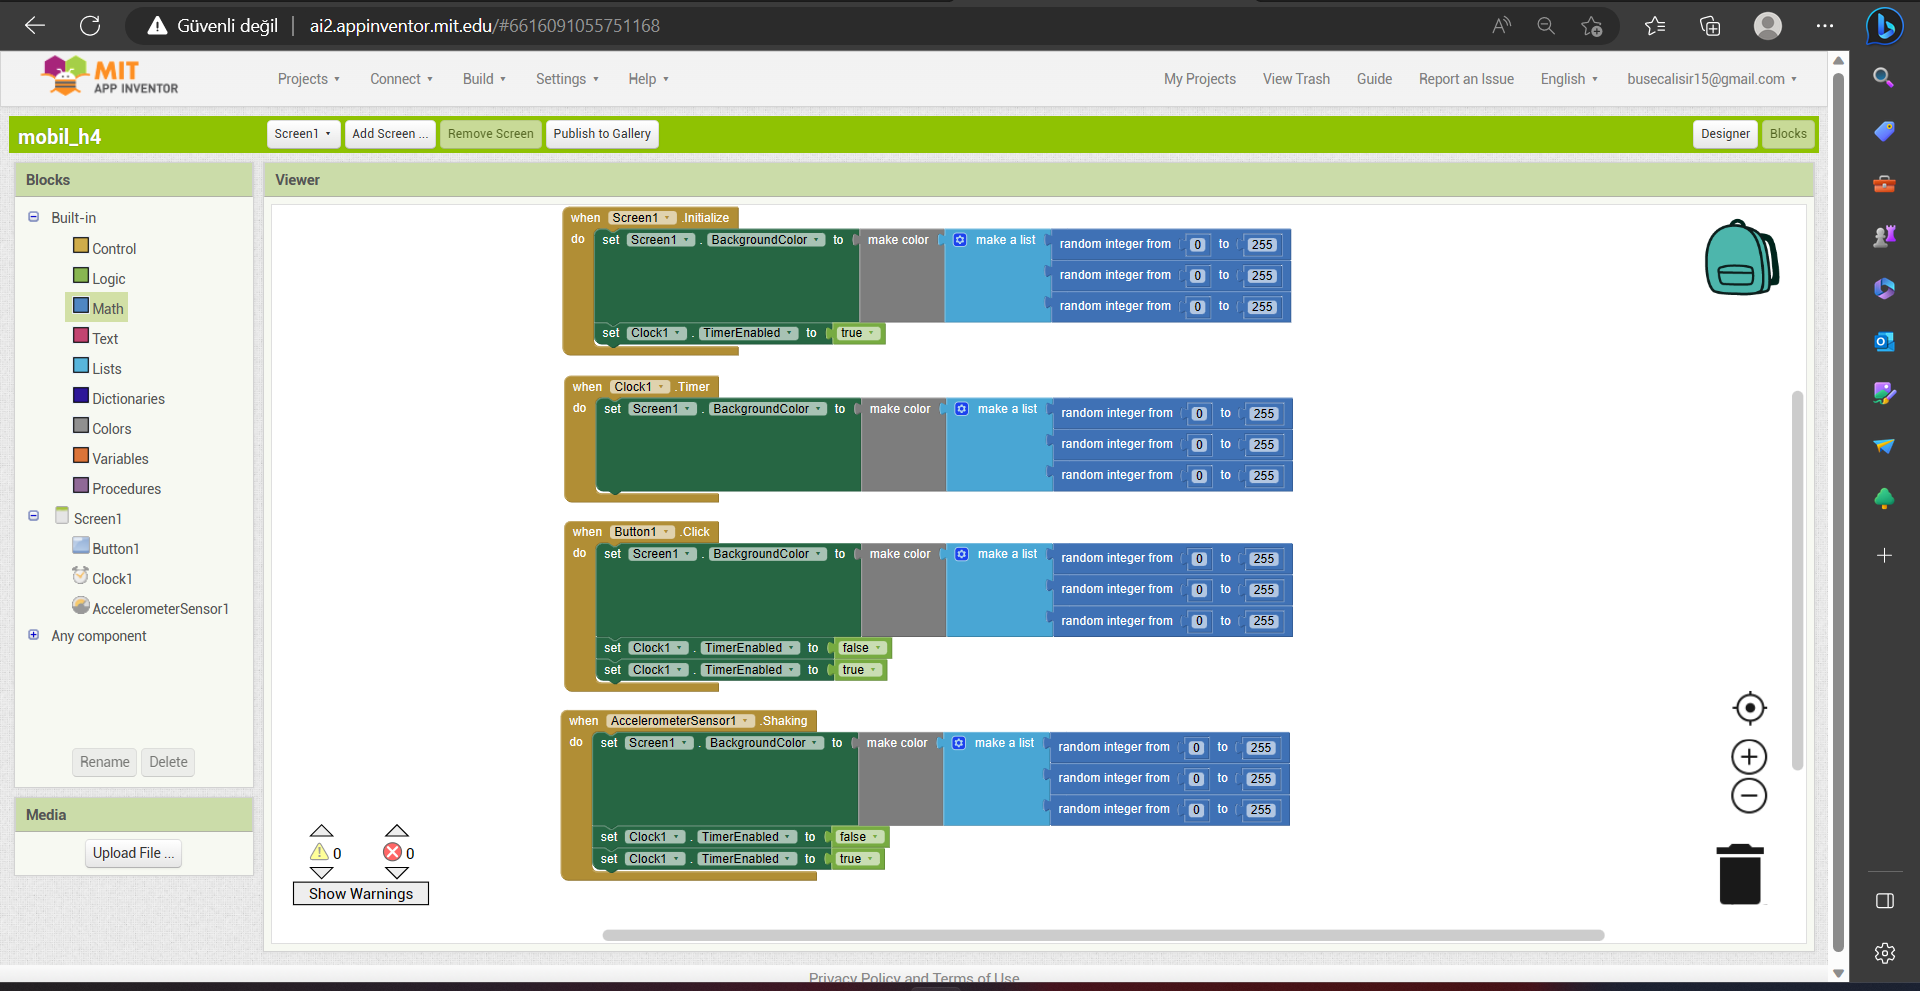 Güvenli değil
ai2.appinventor.mit.edu/#6616091055751168
MIT
APP INVENTOR
Projects
Connect
Build
Settings
Help
My Projects
View Trash
Guide
Report an Issue
English
busecalisir15@gmail.com
mobil_h4
Screen1
Add Screen ...
Remove Screen
Publish to Gallery
Designer
Blocks
Blocks
Built-in
Control
Logic
Math
Text
Lists
Dictionaries
Colors
Variables
Procedures
Screen1
Button1
Clock1
AccelerometerSensor1
Any component
Rename
Delete
Media
Upload File ...
Viewer
when Screen1 .Initialize
do set Screen1 . BackgroundColor to make color make a list random integer from 0 to 255
random integer from 0 to 255
random integer from 0 to 255
set Clock1 . TimerEnabled to true
when Clock1 .Timer
do set Screen1 . BackgroundColor to make color make a list random integer from 0 to 255
random integer from 0 to 255
random integer from 0 to 255
when Button1 .Click
do set Screen1 . BackgroundColor to make color make a list random integer from 0 to 255
random integer from 0 to 255
random integer from 0 to 255
set Clock1 . TimerEnabled to false
set Clock1 . TimerEnabled to true
when AccelerometerSensor1 .Shaking
do set Screen1 . BackgroundColor to make color make a list random integer from 0 to 255
random integer from 0 to 255
random integer from 0 to 255
set Clock1 . TimerEnabled to false
set Clock1 . TimerEnabled to true
0
0
Show Warnings
Privacy Policy and Terms of Use